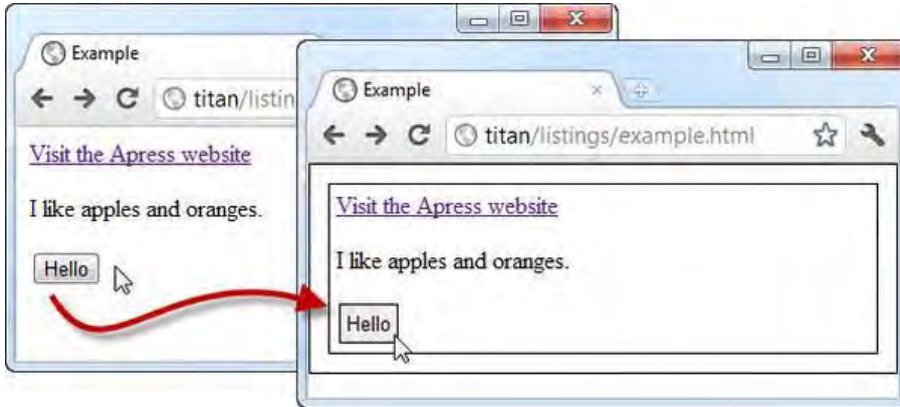 Example
titan/listin
Visit the Apress website
I like apples and oranges.
Hello
Example
titan/listings/example.html
Visit the Apress website
I like apples and oranges.
Hello